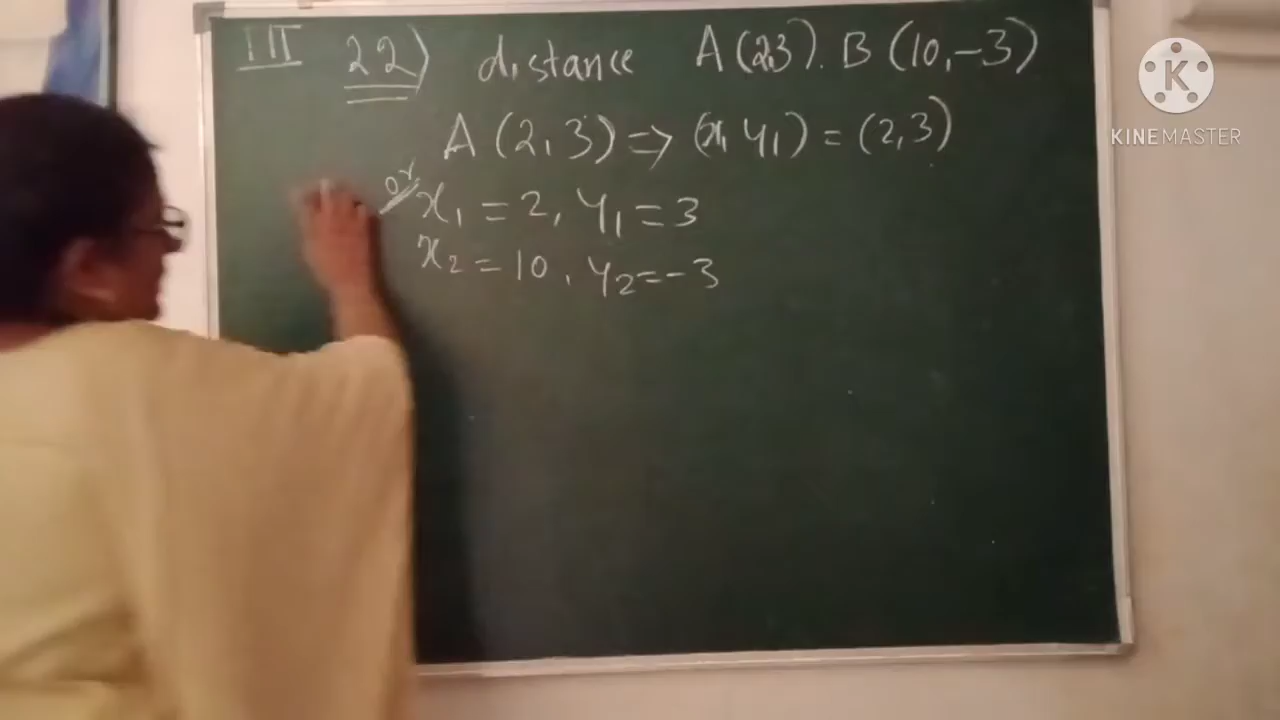 III 22) distance A(2,3). B(10,-3)
A(2,3) => (x₁ y₁) = (2,3)
or x₁ = 2, y₁ = 3
x₂ = 10, y₂ = -3
K
KINEMASTER